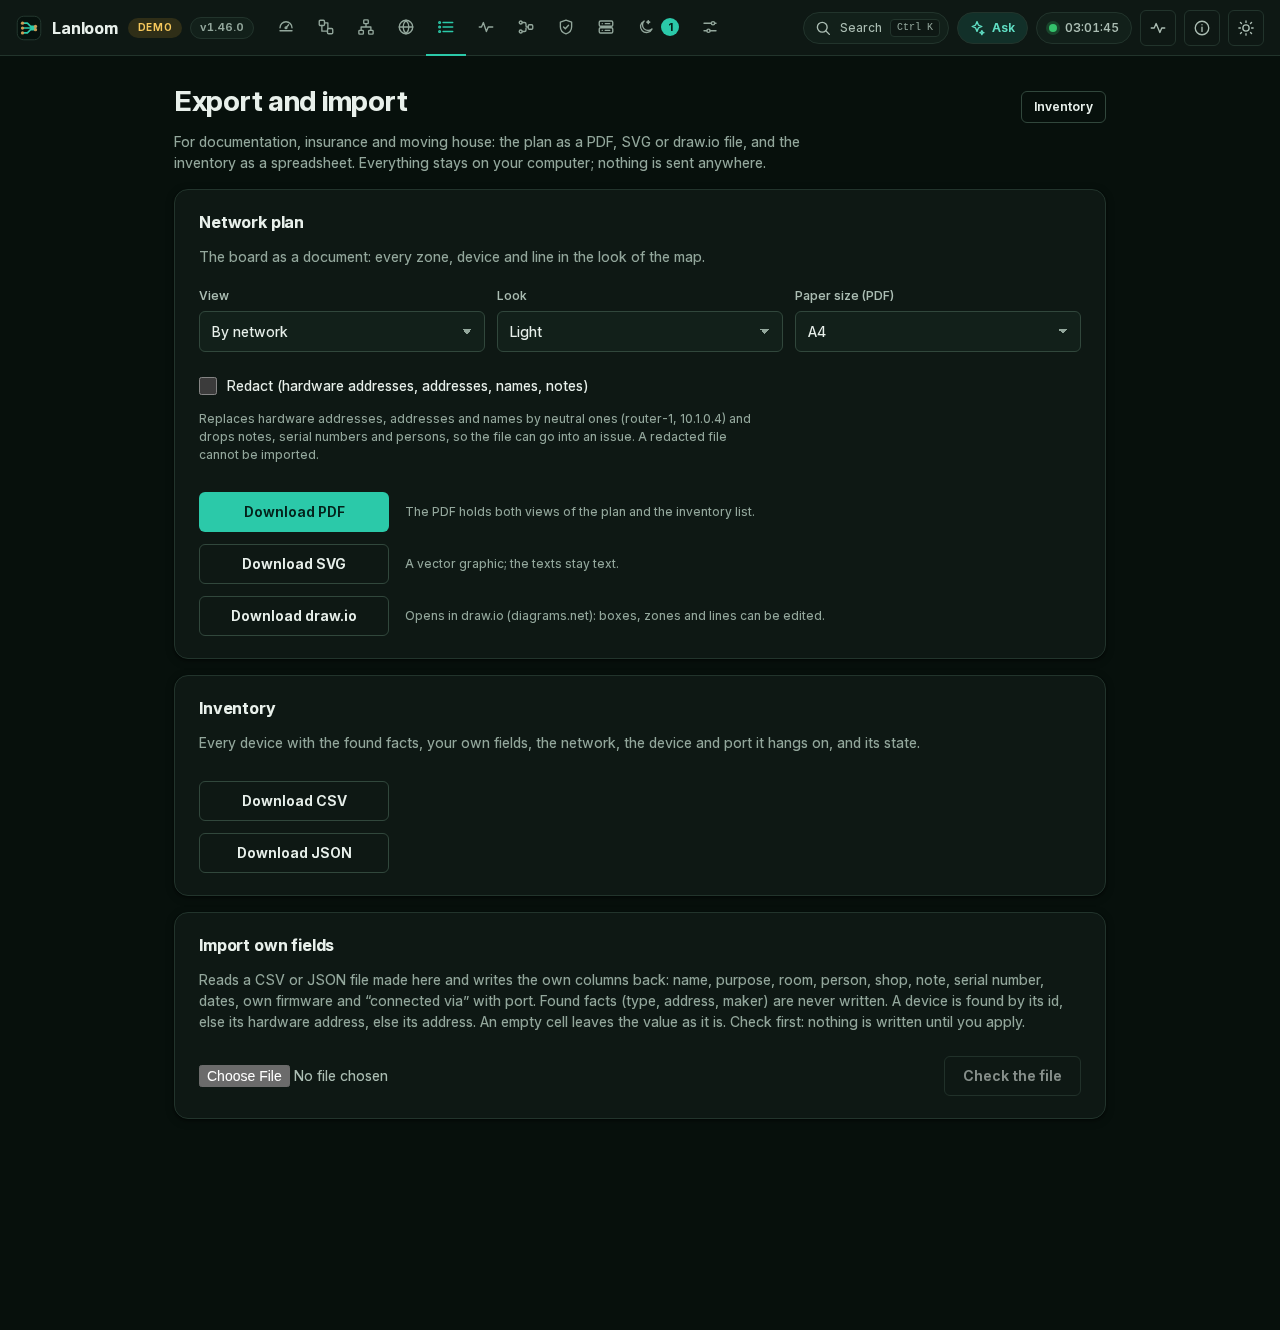 Lanloom DEMO v1.46.0 1 Search Ctrl K Ask 03:01:45
Export and import
Inventory
For documentation, insurance and moving house: the plan as a PDF, SVG or draw.io file, and the
inventory as a spreadsheet. Everything stays on your computer; nothing is sent anywhere.
Network plan
The board as a document: every zone, device and line in the look of the map.
View Look Paper size (PDF)
By network Light A4
Redact (hardware addresses, addresses, names, notes)
Replaces hardware addresses, addresses and names by neutral ones (router-1, 10.1.0.4) and
drops notes, serial numbers and persons, so the file can go into an issue. A redacted file
cannot be imported.
Download PDF The PDF holds both views of the plan and the inventory list.
Download SVG A vector graphic; the texts stay text.
Download draw.io Opens in draw.io (diagrams.net): boxes, zones and lines can be edited.
Inventory
Every device with the found facts, your own fields, the network, the device and port it hangs on, and its state.
Download CSV
Download JSON
Import own fields
Reads a CSV or JSON file made here and writes the own columns back: name, purpose, room, person, shop, note, serial number,
dates, own firmware and “connected via” with port. Found facts (type, address, maker) are never written. A device is found by its id,
else its hardware address, else its address. An empty cell leaves the value as it is. Check first: nothing is written until you apply.
Choose File No file chosen Check the file